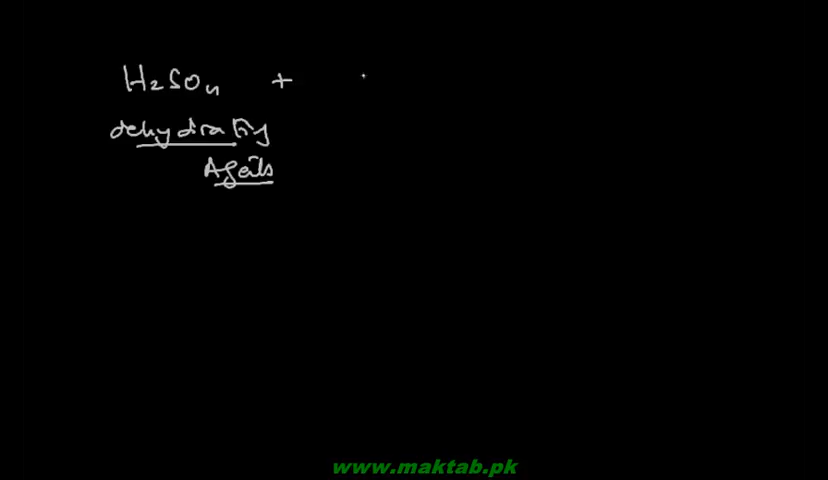 H₂SO₄ +
dehydrating
Agents
www.maktab.pk